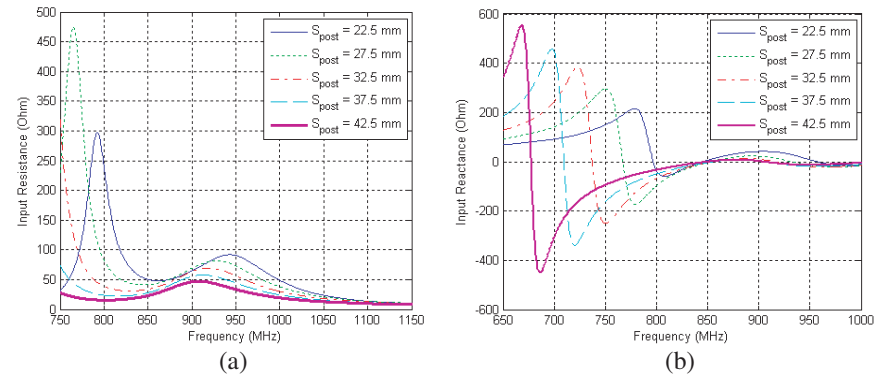 500
450
400
350
300
250
200
150
100
50
0
Input Resistance (Ohm)
S_post = 22.5 mm
S_post = 27.5 mm
S_post = 32.5 mm
S_post = 37.5 mm
S_post = 42.5 mm
750 800 850 900 950 1000 1050 1100 1150
Frequency (MHz)
(a)
600
400
200
0
-200
-400
-600
Input Reactance (Ohm)
S_post = 22.5 mm
S_post = 27.5 mm
S_post = 32.5 mm
S_post = 37.5 mm
S_post = 42.5 mm
650 700 750 800 850 900 950 1000
Frequency (MHz)
(b)